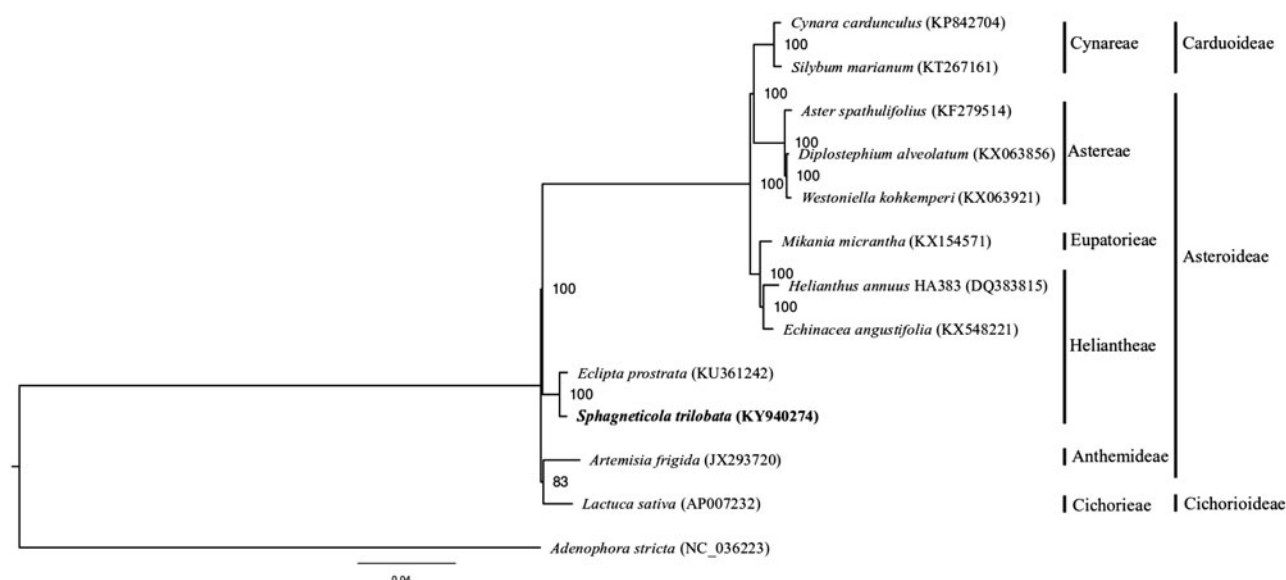 Cynara cardunculus (KP842704)
100
Cynareae
Carduoideae
Silybum marianum (KT267161)
100
Aster spathulifolius (KF279514)
100
Diplostephium alveolatum (KX063856)
Astereae
100
100
Westoniella kohkemperi (KX063921)
Mikania micrantha (KX154571)
Eupatorieae
Asteroideae
100
Helianthus annuus HA383 (DQ383815)
100
100
Echinacea angustifolia (KX548221)
Heliantheae
Eclipta prostrata (KU361242)
100
Sphagneticola trilobata (KY940274)
Artemisia frigida (JX293720)
Anthemideae
83
Lactuca sativa (AP007232)
Cichorieae
Cichorioideae
Adenophora stricta (NC_036223)